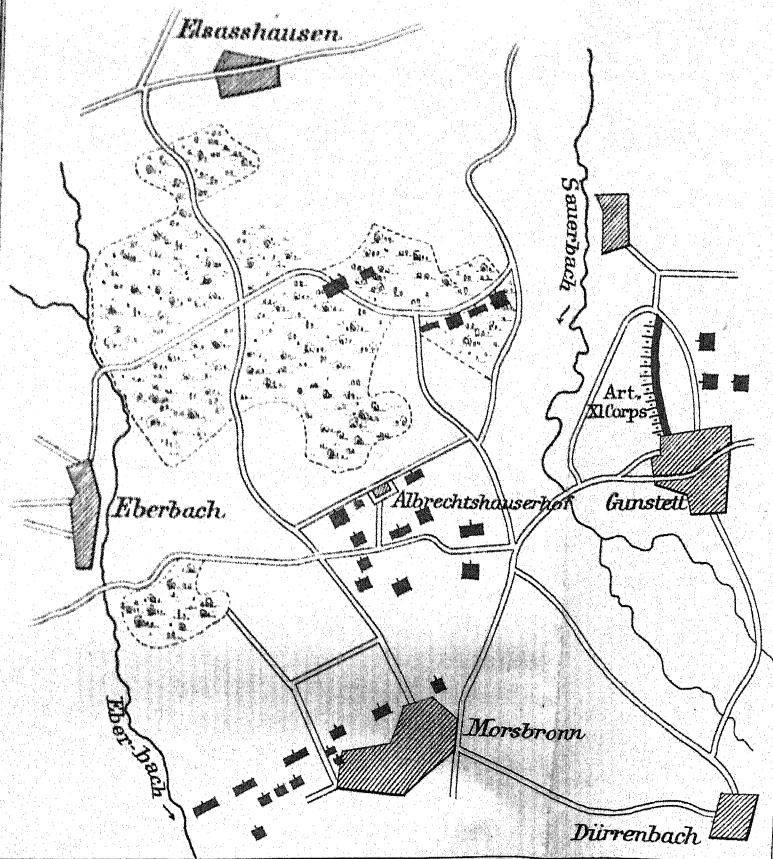 Elsasshausen
Sauerbach
Art.
XI Corps
Eberbach
Albrechtshauserhof
Gunstett
Eber-bach
Morsbronn
Dürrenbach